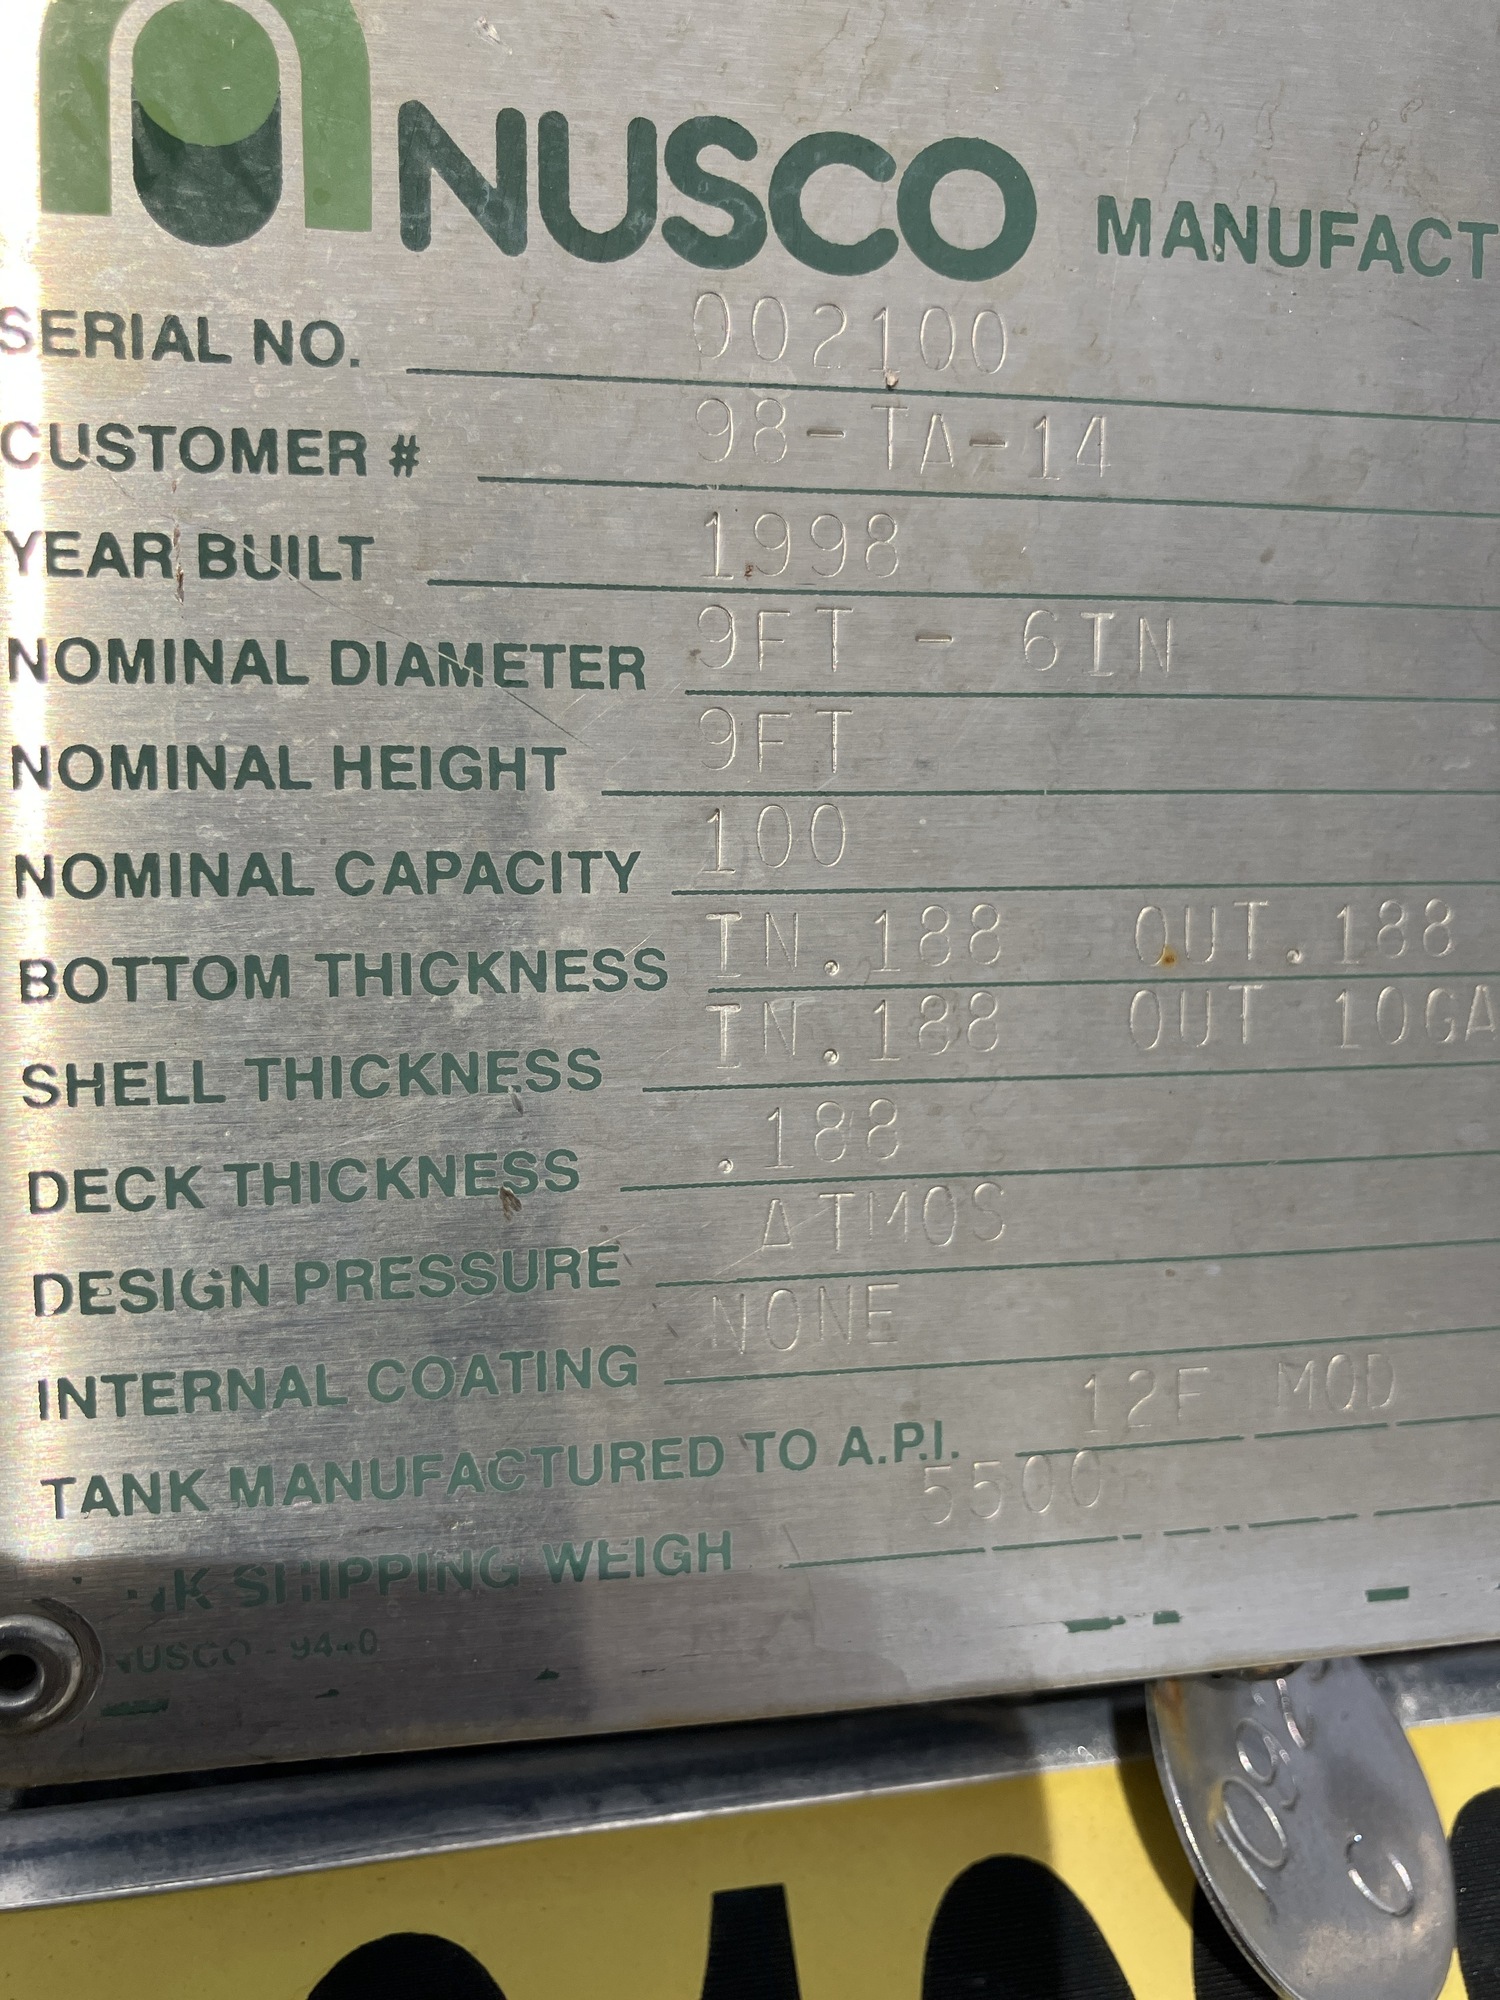 NUSCO MANUFACT
SERIAL NO. 002100
CUSTOMER # 98-TA-14
YEAR BUILT 1998
NOMINAL DIAMETER 9FT - 6IN
NOMINAL HEIGHT 9FT
NOMINAL CAPACITY 100
BOTTOM THICKNESS IN.188 OUT.188
SHELL THICKNESS IN.188 OUT 10GA
DECK THICKNESS .188
DESIGN PRESSURE ATMOS
INTERNAL COATING NONE
TANK MANUFACTURED TO A.P.I. 12F MOD
SHIPPING WEIGH 5500